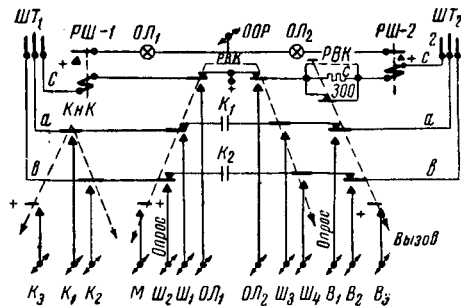 ШТ₁ РШ-1 ОЛ₁ ООР ОЛ₂ РШ-2 ШТ₂
+ РВК РВК + 2
С С С
КнК 300
а К₁ а
в К₂ в
+ Опрос Опрос + Вызов
К₃ К₁ К₂ М Ш₂ Ш₁ ОЛ₁ ОЛ₂ Ш₃ Ш₄ В₁ В₂ В₃